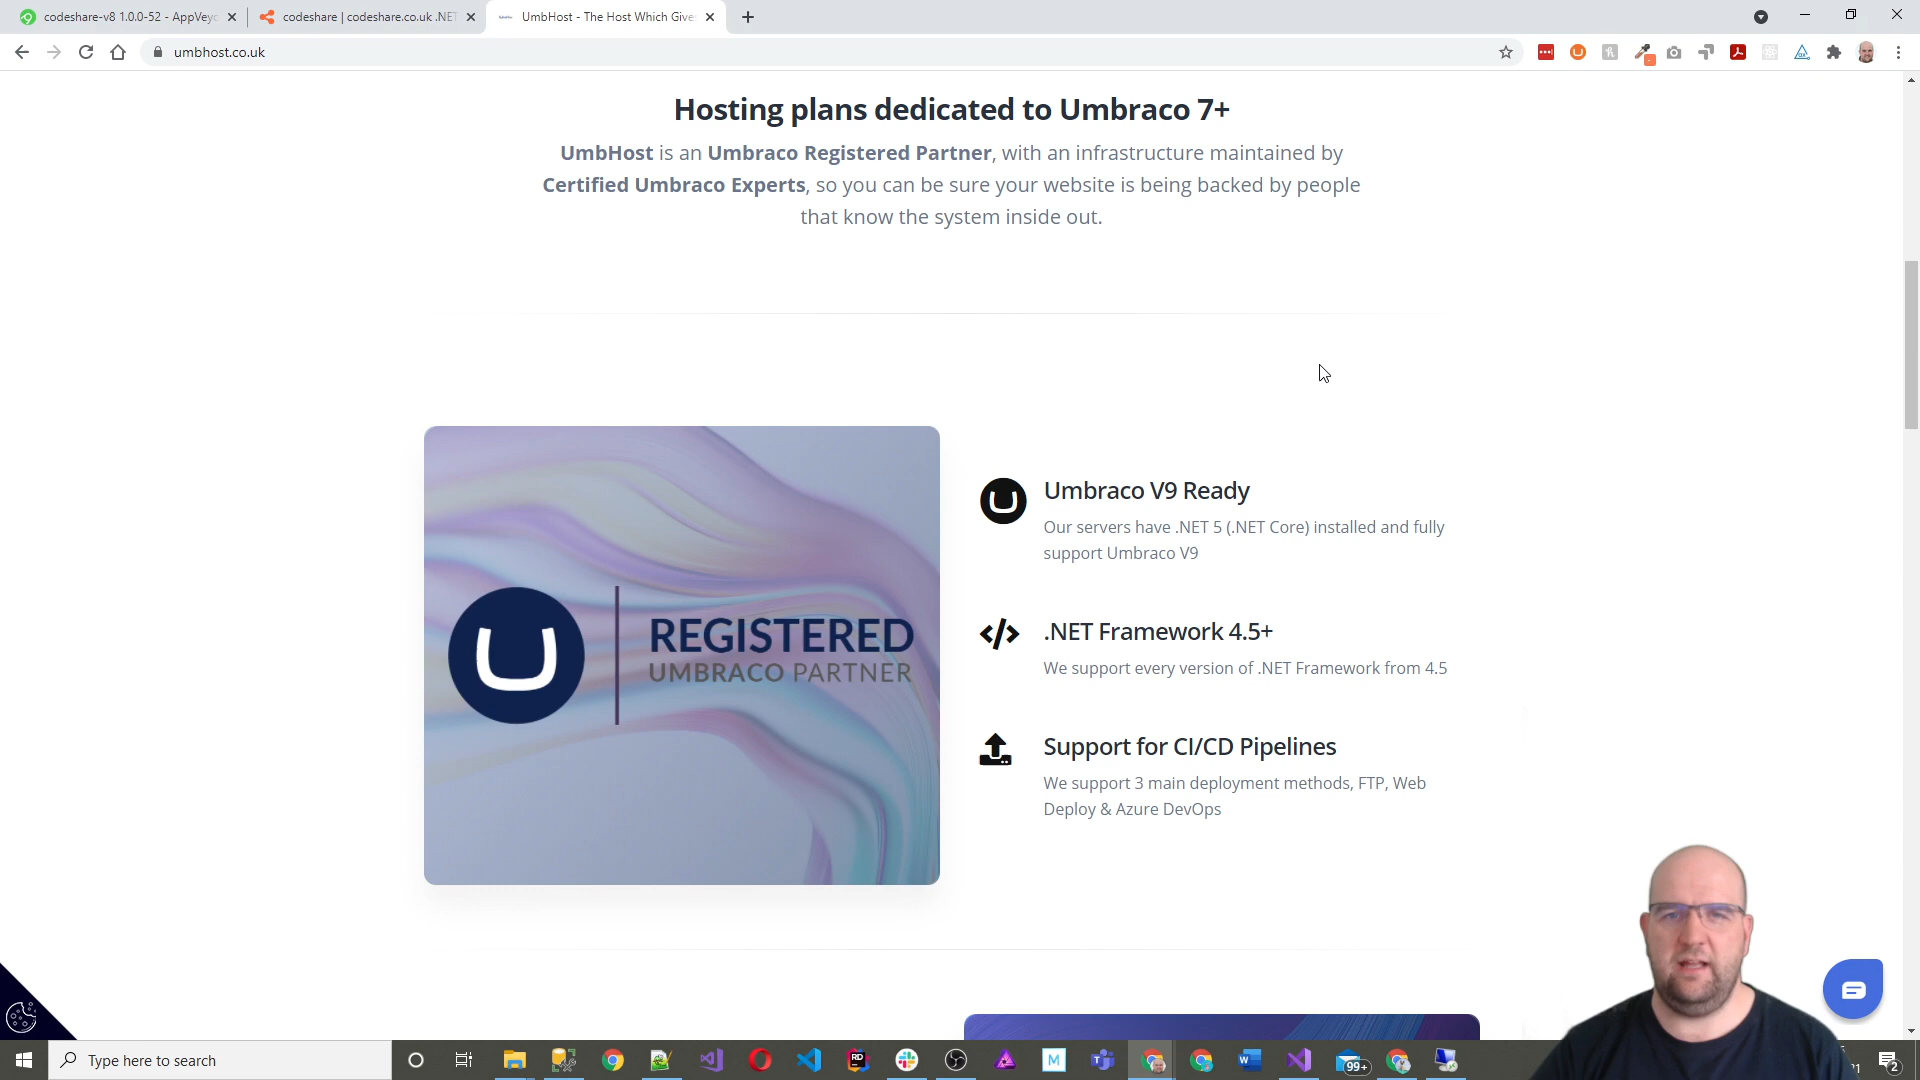 codeshare-v8 1.0.0-52 - AppVeyo
codeshare | codeshare.co.uk .NET
UmbHost - The Host Which Give
umbhost.co.uk
Hosting plans dedicated to Umbraco 7+
UmbHost is an Umbraco Registered Partner, with an infrastructure maintained by
Certified Umbraco Experts, so you can be sure your website is being backed by people
that know the system inside out.
REGISTERED
UMBRACO PARTNER
Umbraco V9 Ready
Our servers have .NET 5 (.NET Core) installed and fully
support Umbraco V9
.NET Framework 4.5+
We support every version of .NET Framework from 4.5
Support for CI/CD Pipelines
We support 3 main deployment methods, FTP, Web
Deploy & Azure DevOps
Type here to search
RD
M
99+
2